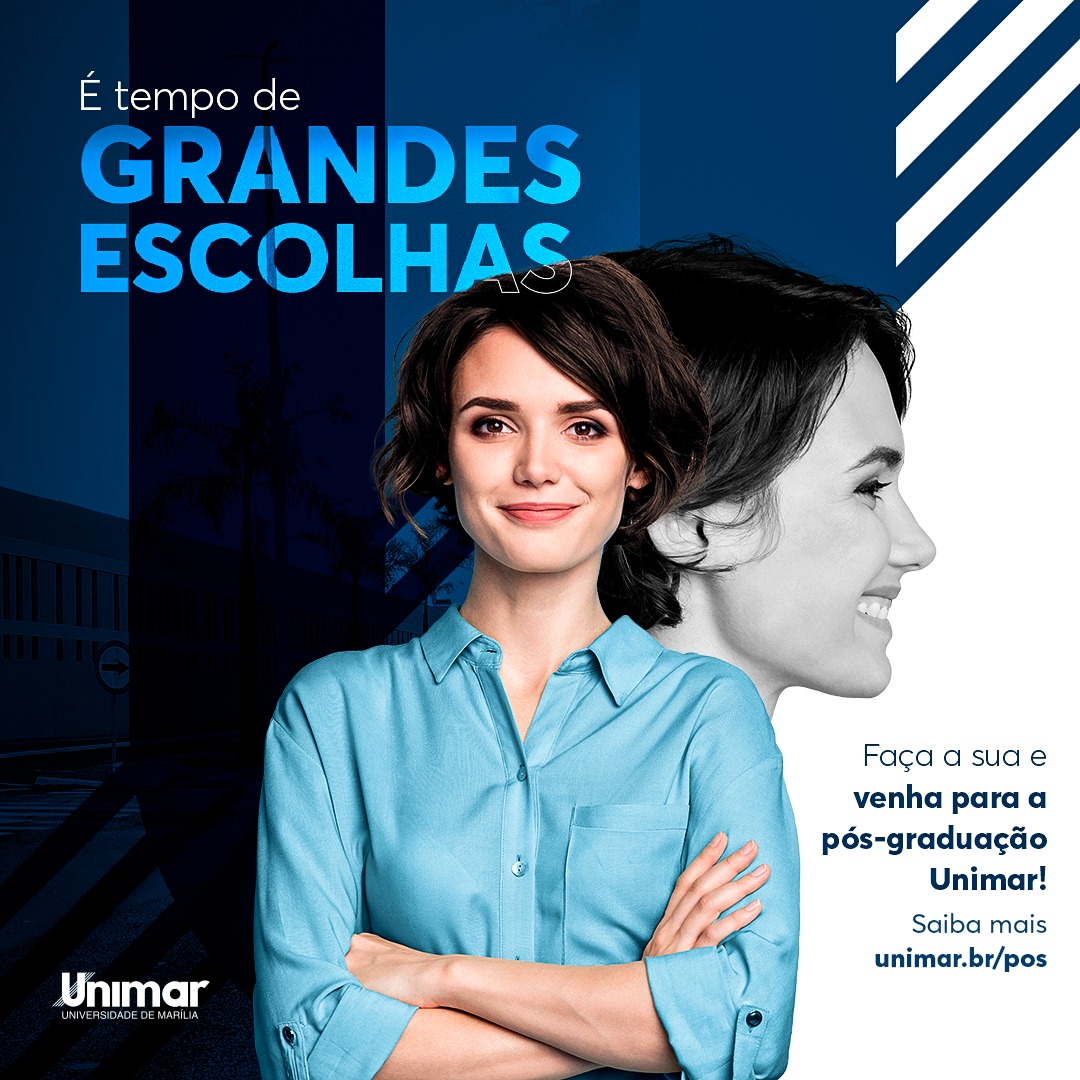 É tempo de
GRANDES
ESCOLHAS
Faça a sua e
venha para a
pós-graduação
Unimar!
Saiba mais
unimar.br/pos
Unimar
UNIVERSIDADE DE MARÍLIA